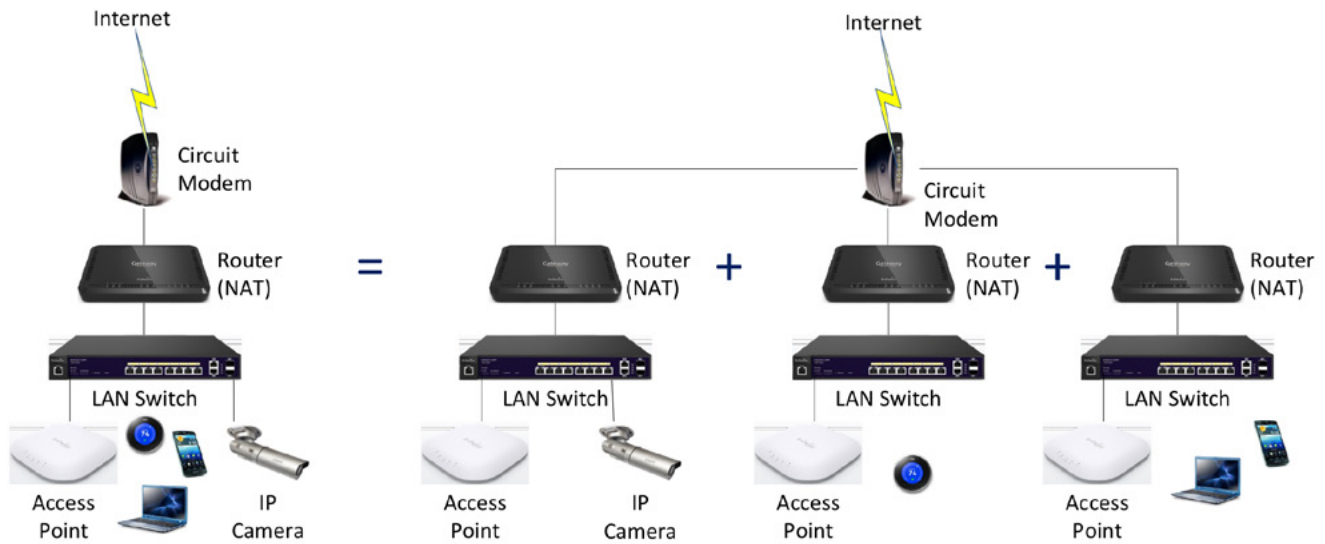 Internet
Circuit
Modem
Router
(NAT)
LAN Switch
Access
Point
IP
Camera
=
Internet
Circuit
Modem
Router
(NAT)
+
Router
(NAT)
+
Router
(NAT)
LAN Switch
LAN Switch
LAN Switch
Access
Point
IP
Camera
Access
Point
Access
Point